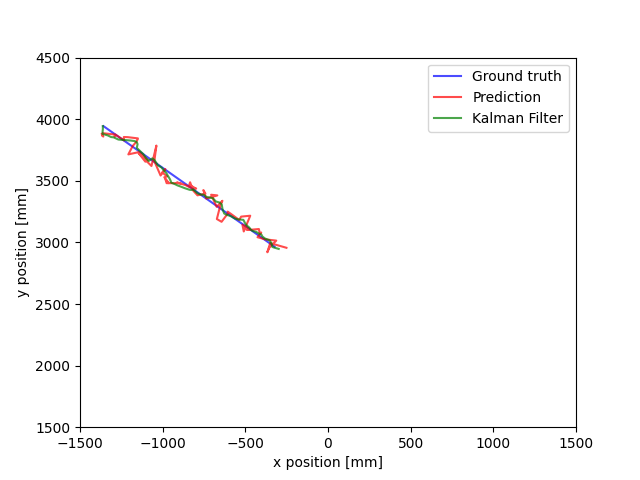 4500
4000
3500
3000
2500
2000
1500
y position [mm]
Ground truth
Prediction
Kalman Filter
−1500
−1000
−500
0
500
1000
1500
x position [mm]